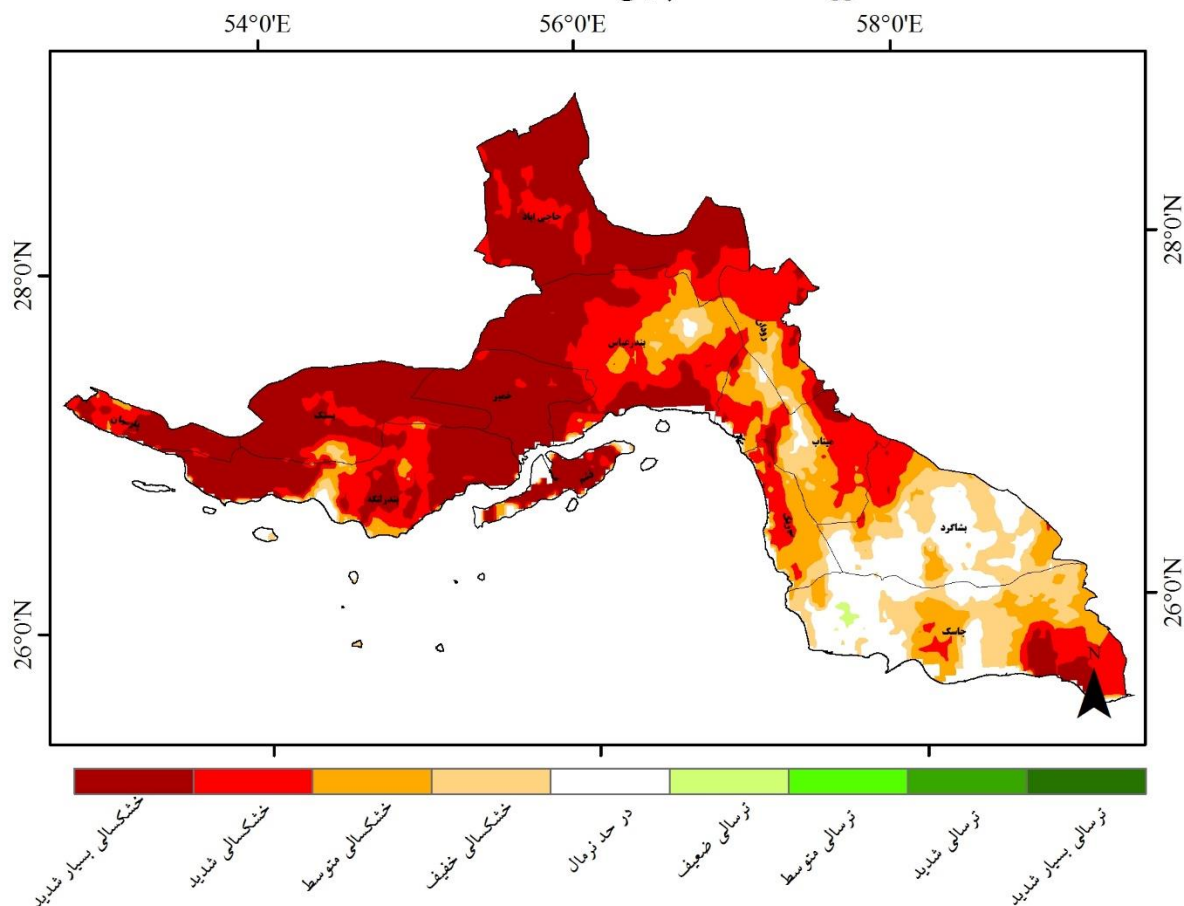 54°0'E 56°0'E 58°0'E
28°0'N 28°0'N
26°0'N 26°0'N
حاجی آباد
بندرعباس
رودان
خمیر
بستک
پارسیان
میناب
قشم
بندرلنگه
سیریک
بشاگرد
جاسک
N
خشکسالی بسیار شدید
خشکسالی شدید
خشکسالی متوسط
خشکسالی خفیف
در حد نرمال
ترسالی ضعیف
ترسالی متوسط
ترسالی شدید
ترسالی بسیار شدید